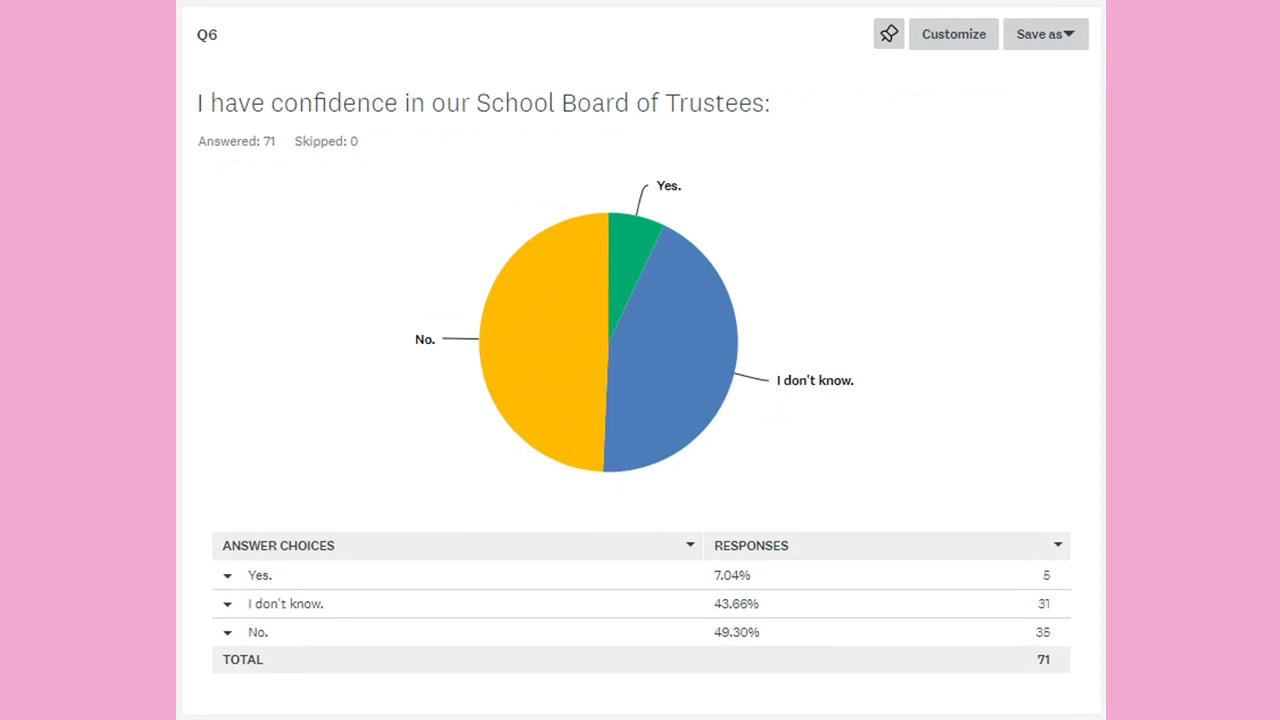 Q6
Customize
Save as
I have confidence in our School Board of Trustees:
Answered: 71 Skipped: 0
Yes.
No.
I don't know.
ANSWER CHOICES RESPONSES
Yes. 7.04% 5
I don't know. 43.66% 31
No. 49.30% 35
TOTAL 71